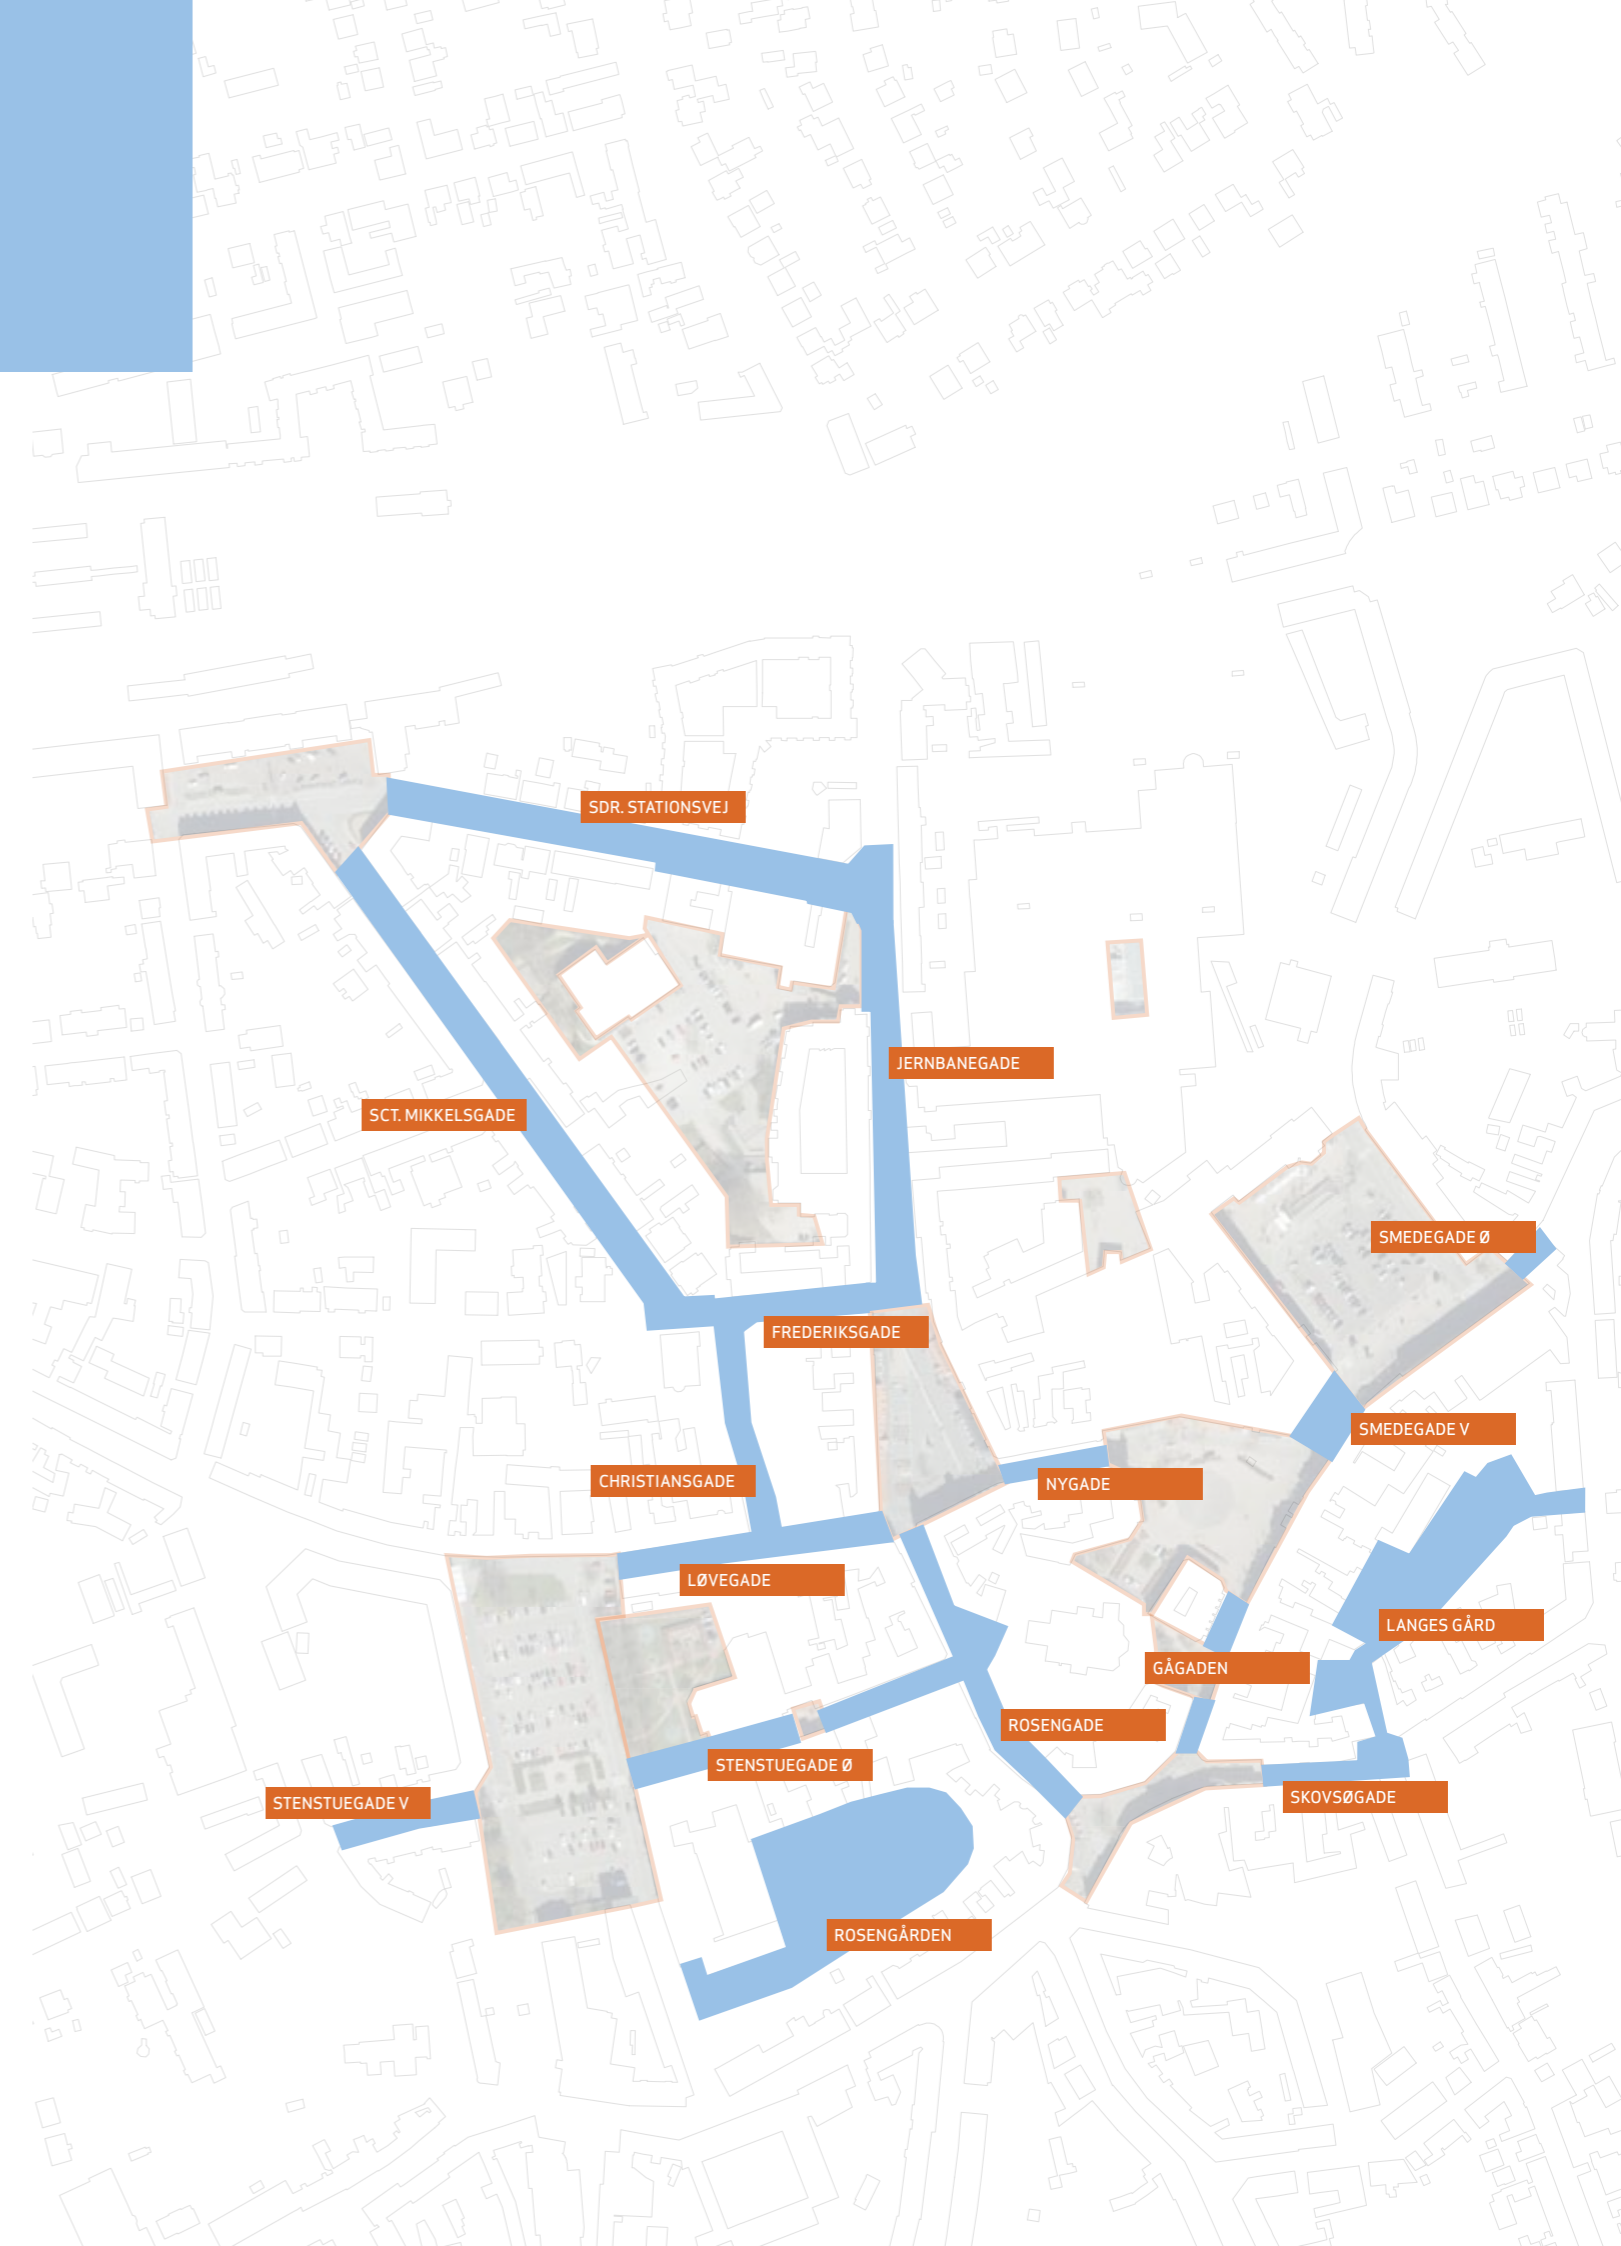 SDR. STATIONSVEJ
JERNBANEGADE
SCT. MIKKELSGADE
SMEDEGADE Ø
FREDERIKSGADE
SMEDEGADE V
CHRISTIANSGADE
NYGADE
LØVEGADE
LANGES GÅRD
GÅGADEN
ROSENGADE
STENSTUEGADE Ø
STENSTUEGADE V
SKOVSØGADE
ROSENGÅRDEN